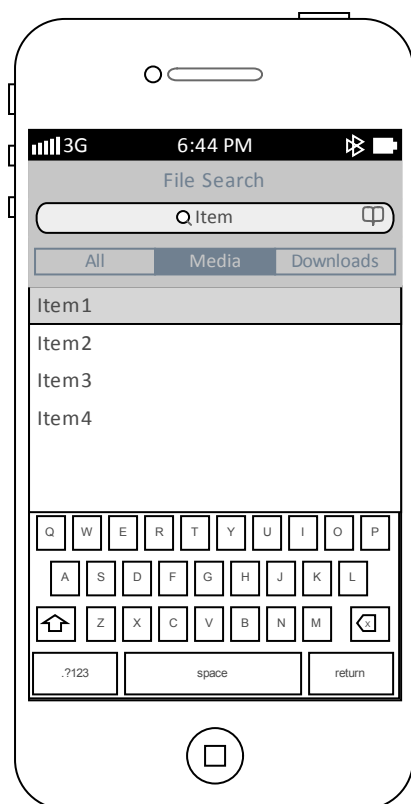 3G 6:44 PM
File Search
Item
All Media Downloads
Item1
Item2
Item3
Item4
Q W E R T Y U I O P
A S D F G H J K L
Z X C V B N M X
.?123 space return